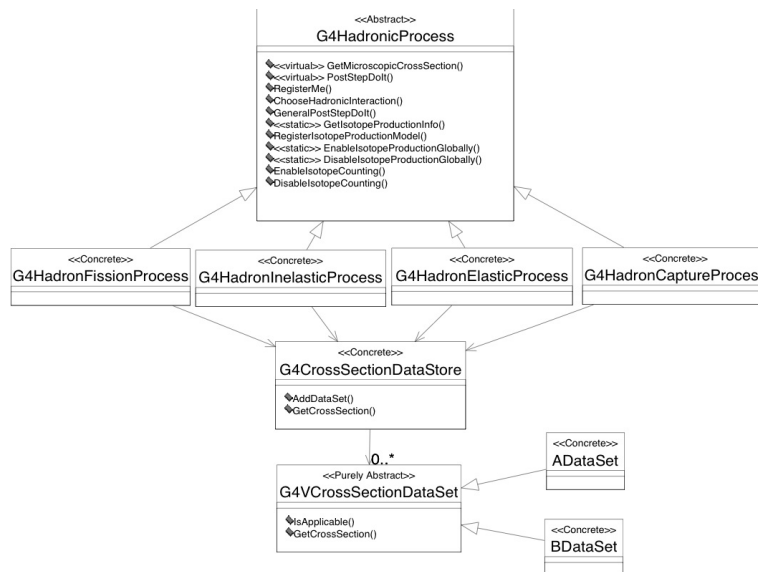 <<Abstract>>
G4HadronicProcess
<<virtual>> GetMicroscopicCrossSection()
<<virtual>> PostStepDoIt()
RegisterMe()
ChooseHadronicInteraction()
GeneralPostStepDoIt()
<<static>> GetIsotopeProductionInfo()
RegisterIsotopeProductionModel()
<<static>> EnableIsotopeProductionGlobally()
<<static>> DisableIsotopeProductionGlobally()
EnableIsotopeCounting()
DisableIsotopeCounting()
<<Concrete>>
G4HadronFissionProcess
<<Concrete>>
G4HadronInelasticProcess
<<Concrete>>
G4HadronElasticProcess
<<Concrete>>
G4HadronCaptureProces
<<Concrete>>
G4CrossSectionDataStore
AddDataSet()
GetCrossSection()
0..*
<<Purely Abstract>>
G4VCrossSectionDataSet
IsApplicable()
GetCrossSection()
<<Concrete>>
ADataSet
<<Concrete>>
BDataSet